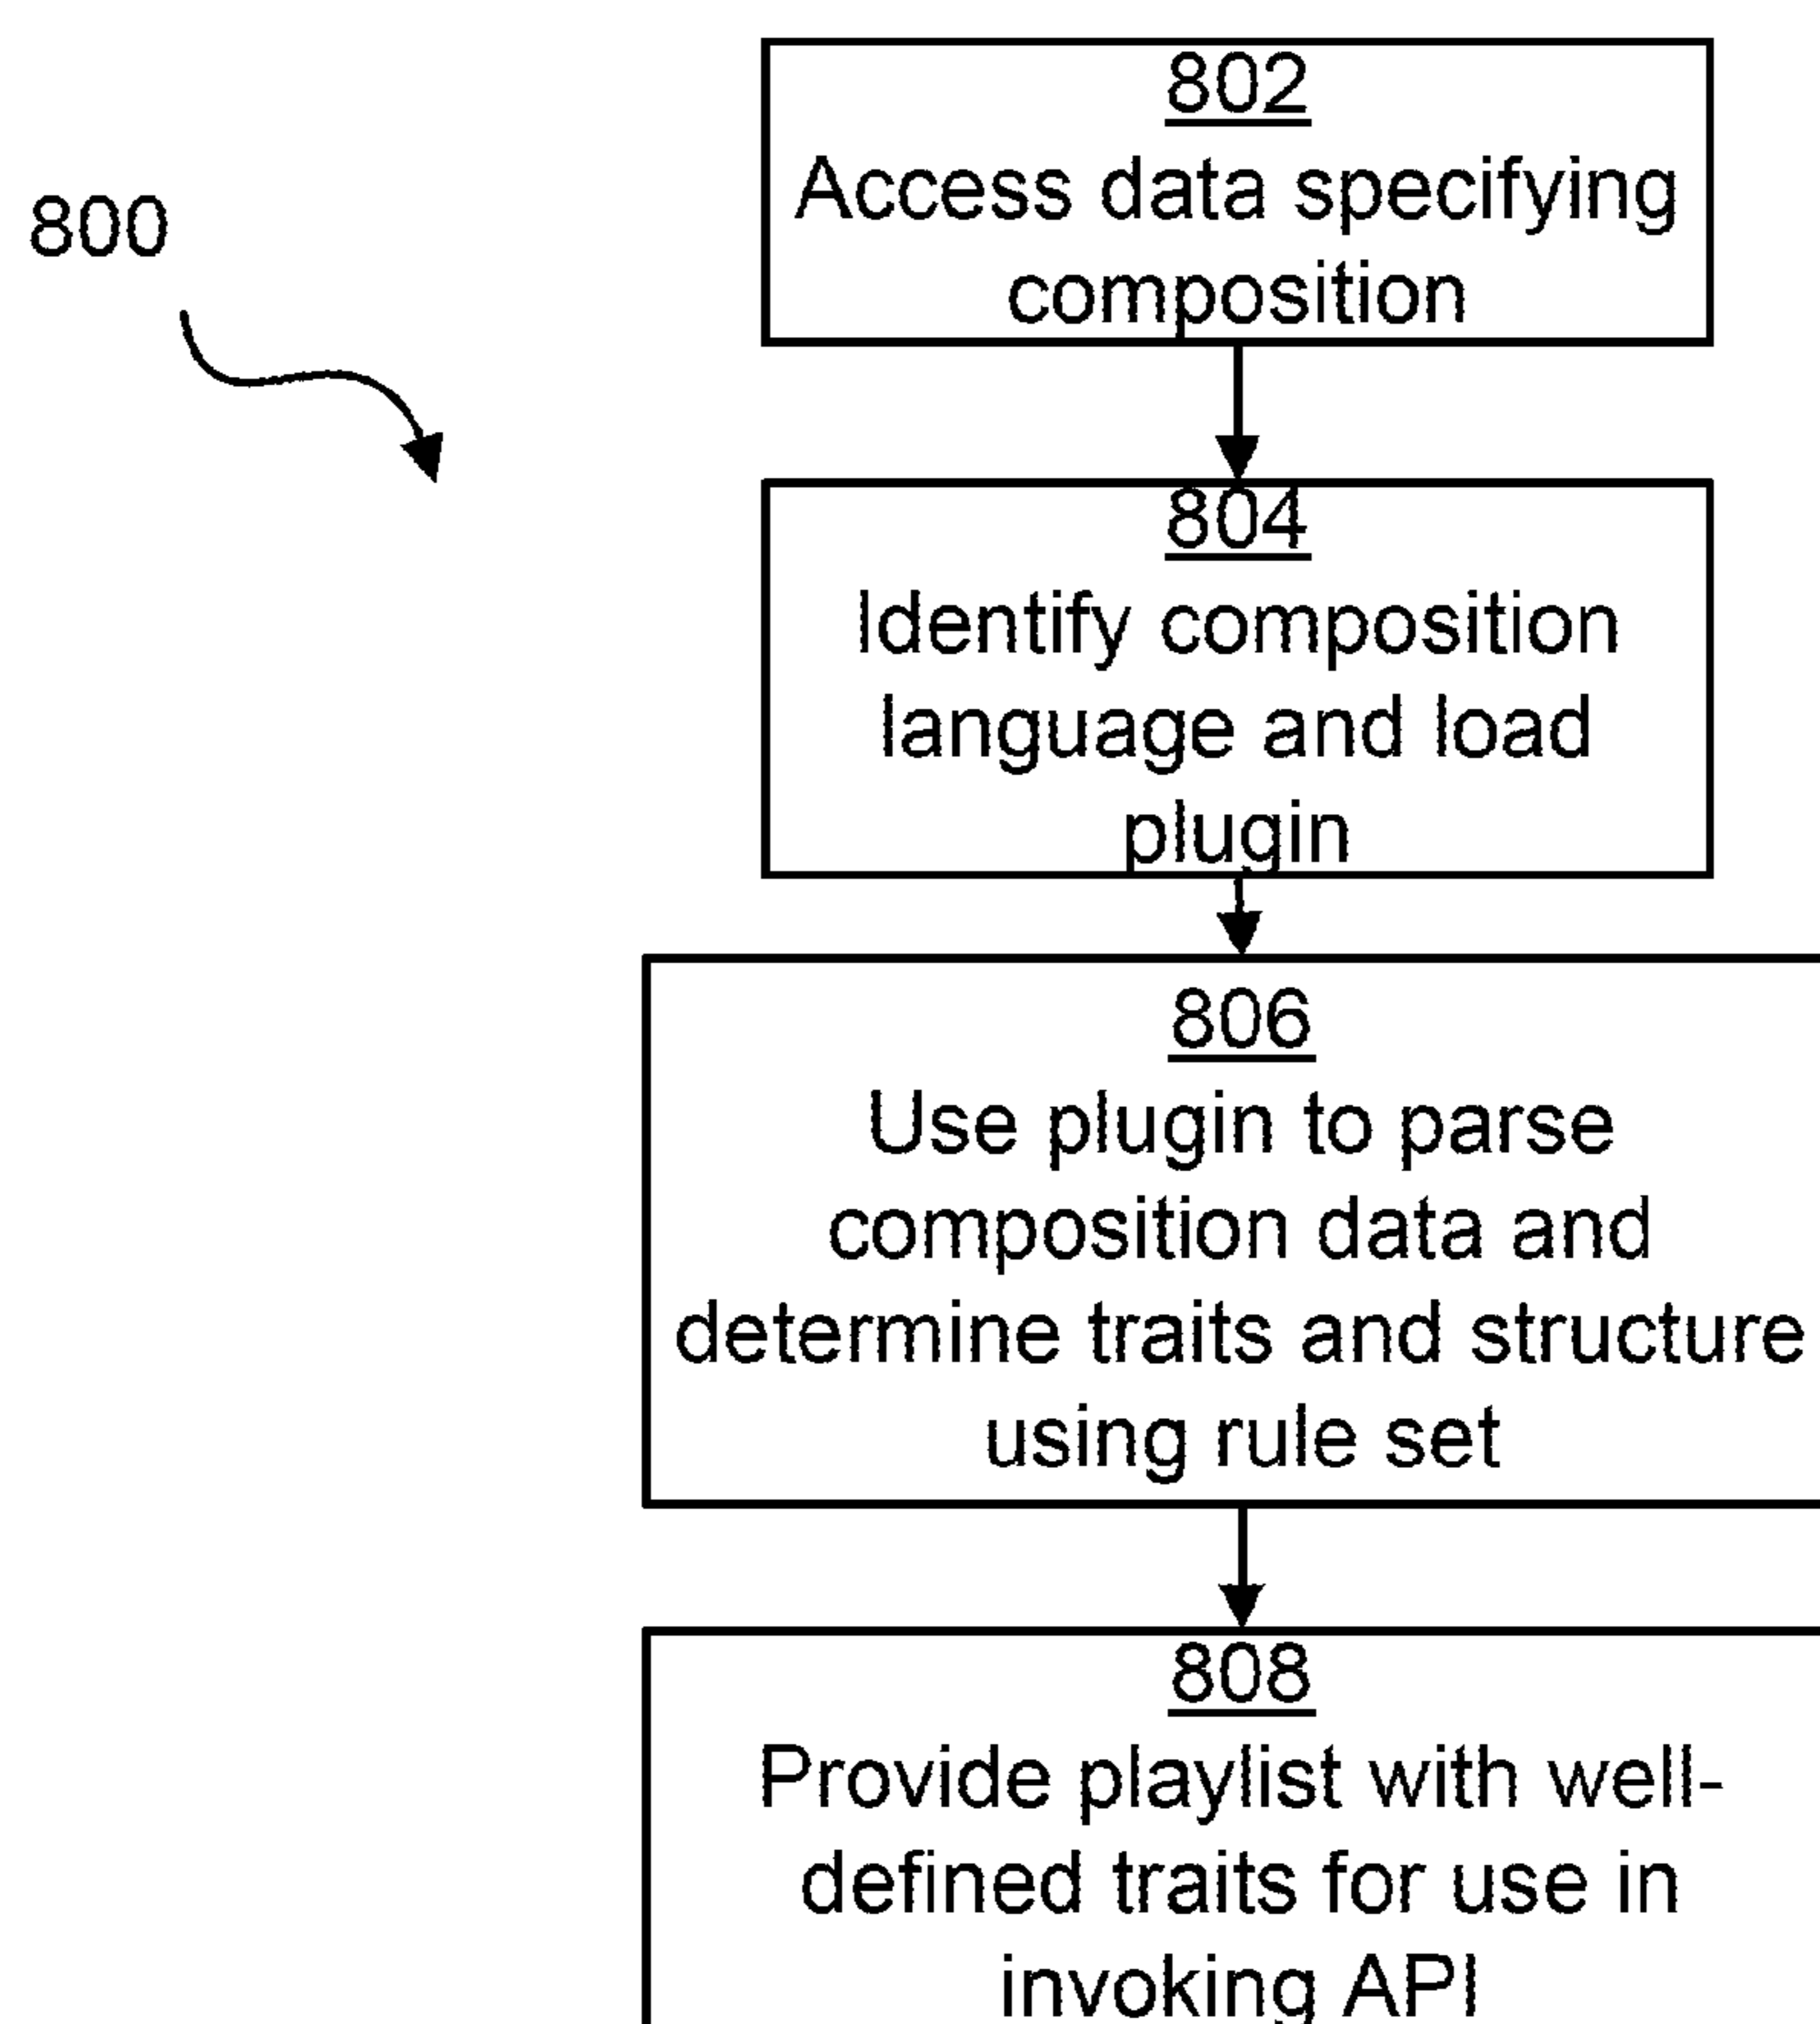 802
Access data specifying
composition
800
804
Identify composition
language and load
plugin
806
Use plugin to parse
composition data and
determine traits and structure
using rule set
808
Provide playlist with well-
defined traits for use in
invoking API